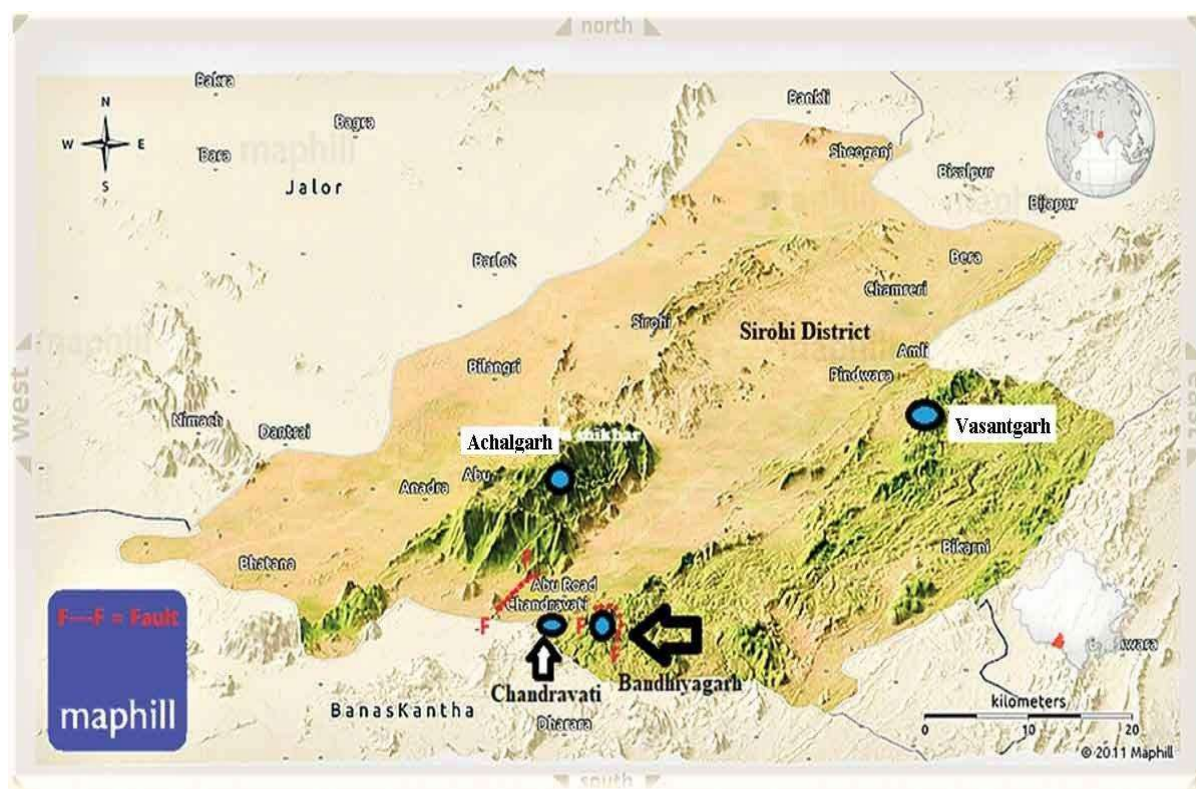 north
Bakra
Bankli
N
Bagra
W E
Bara
maphill
Sheoganj
S
Jalor
Bisalpur
Bijapur
Barlot
Bera
Chamreri
Sirohi
Sirohi District
maphill
Amli
Bilangri
Pindwara
west
Nimach
Dantrai
Achalgarh
shikhar
Vasantgarh
Abu
Anadra
Bikarni
Bhatana
F
Abu Road
Chandravati
F---F = Fault
-F
F
F
maphill
Chandravati
Bandhiyagarh
kilometers
BanasKantha
Dharara
0 10 20
© 2011 Maphill
south